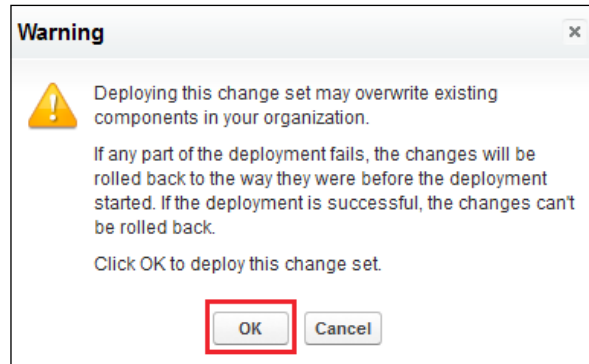 Warning
Deploying this change set may overwrite existing
components in your organization.
If any part of the deployment fails, the changes will be
rolled back to the way they were before the deployment
started. If the deployment is successful, the changes can't
be rolled back.
Click OK to deploy this change set.
OK Cancel